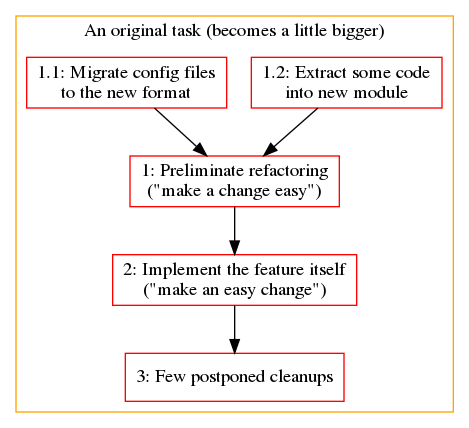 An original task (becomes a little bigger)
1.1: Migrate config files
to the new format
1.2: Extract some code
into new module
1: Preliminate refactoring
("make a change easy")
2: Implement the feature itself
("make an easy change")
3: Few postponed cleanups